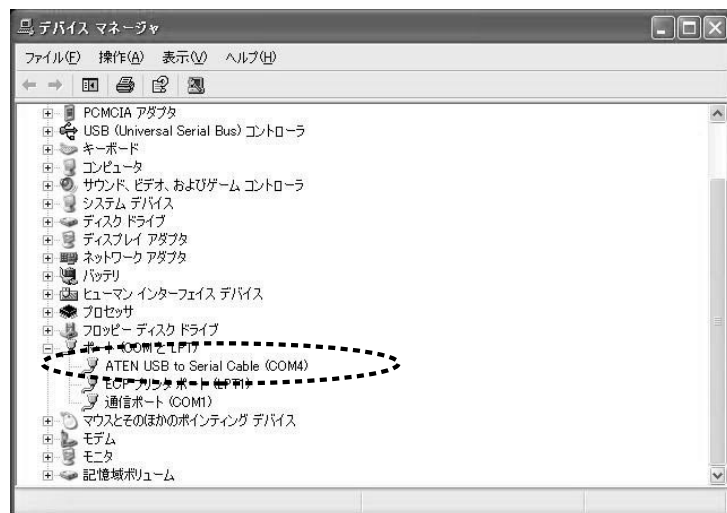 デバイス マネージャ
ファイル(F) 操作(A) 表示(V) ヘルプ(H)
PCMCIA アダプタ
USB (Universal Serial Bus) コントローラ
キーボード
コンピュータ
サウンド、ビデオ、およびゲーム コントローラ
システム デバイス
ディスク ドライブ
ディスプレイ アダプタ
ネットワーク アダプタ
バッテリ
ヒューマン インターフェイス デバイス
プロセッサ
フロッピー ディスク ドライブ
ポート (COM と LPT)
ATEN USB to Serial Cable (COM4)
ECP プリンタ ポート (LPT1)
通信ポート (COM1)
マウスとそのほかのポインティング デバイス
モデム
モニタ
記憶域ボリューム